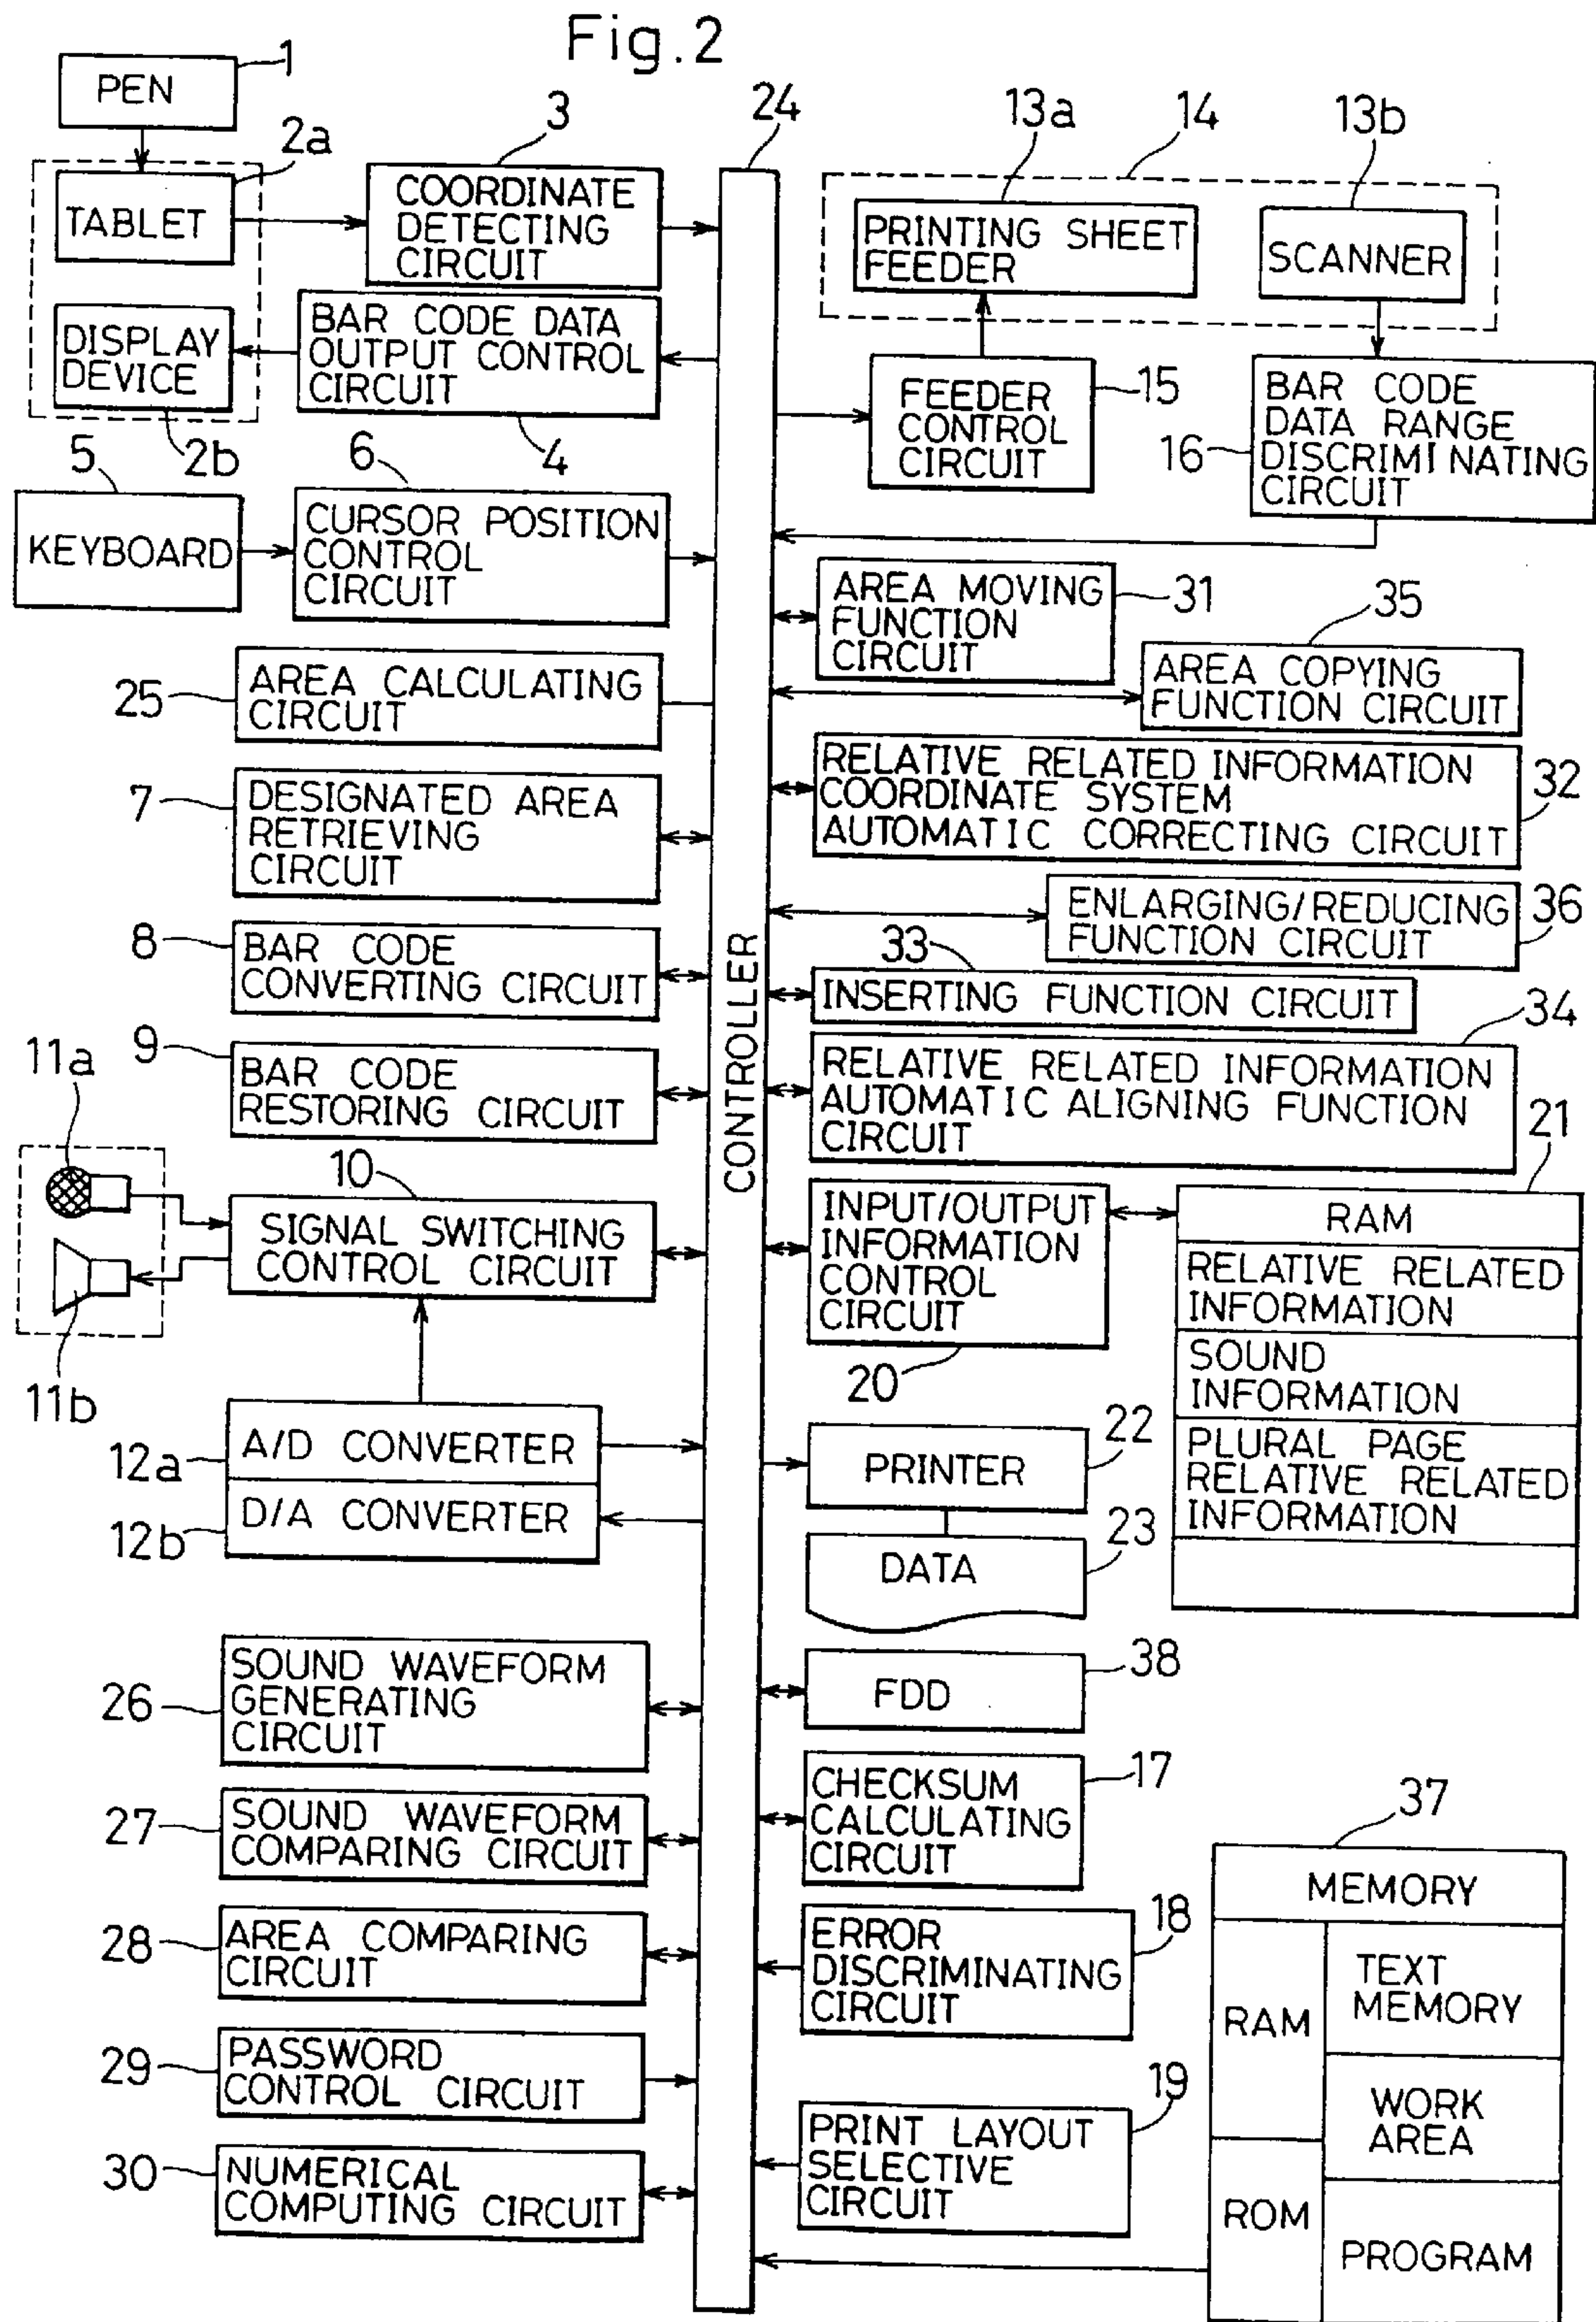 Fig.2
PEN
1
2a
TABLET
3
COORDINATE
DETECTING
CIRCUIT
24
CONTROLLER
13a
14
13b
PRINTING SHEET
FEEDER
SCANNER
DISPLAY
DEVICE
2b
BAR CODE DATA
OUTPUT CONTROL
CIRCUIT
4
FEEDER
CONTROL
CIRCUIT
15
BAR CODE
DATA RANGE
DISCRIMINATING
CIRCUIT
16
5
KEYBOARD
6
CURSOR POSITION
CONTROL
CIRCUIT
AREA MOVING
FUNCTION
CIRCUIT
31
35
AREA COPYING
FUNCTION CIRCUIT
25
AREA CALCULATING
CIRCUIT
RELATIVE RELATED INFORMATION
COORDINATE SYSTEM
AUTOMATIC CORRECTING CIRCUIT
32
7
DESIGNATED AREA
RETRIEVING
CIRCUIT
ENLARGING/REDUCING
FUNCTION CIRCUIT
36
8
BAR CODE
CONVERTING CIRCUIT
33
INSERTING FUNCTION CIRCUIT
34
9
BAR CODE
RESTORING CIRCUIT
RELATIVE RELATED INFORMATION
AUTOMATIC ALIGNING FUNCTION
CIRCUIT
11a
11b
10
SIGNAL SWITCHING
CONTROL CIRCUIT
INPUT/OUTPUT
INFORMATION
CONTROL
CIRCUIT
20
21
RAM
RELATIVE RELATED
INFORMATION
SOUND
INFORMATION
PLURAL PAGE
RELATIVE RELATED
INFORMATION
12a
A/D CONVERTER
12b
D/A CONVERTER
PRINTER
22
DATA
23
26
SOUND WAVEFORM
GENERATING
CIRCUIT
FDD
38
27
SOUND WAVEFORM
COMPARING CIRCUIT
CHECKSUM
CALCULATING
CIRCUIT
17
28
AREA COMPARING
CIRCUIT
ERROR
DISCRIMINATING
CIRCUIT
18
29
PASSWORD
CONTROL CIRCUIT
30
NUMERICAL
COMPUTING CIRCUIT
PRINT LAYOUT
SELECTIVE
CIRCUIT
19
37
MEMORY
RAM
TEXT
MEMORY
WORK
AREA
ROM
PROGRAM